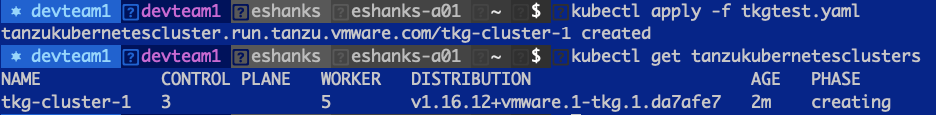 ✷ devteam1 devteam1 eshanks eshanks-a01 ~ $ kubectl apply -f tkgtest.yaml
tanzukubernetescluster.run.tanzu.vmware.com/tkg-cluster-1 created
✷ devteam1 devteam1 eshanks eshanks-a01 ~ $ kubectl get tanzukubernetesclusters
NAME CONTROL PLANE WORKER DISTRIBUTION AGE PHASE
tkg-cluster-1 3 5 v1.16.12+vmware.1-tkg.1.da7afe7 2m creating